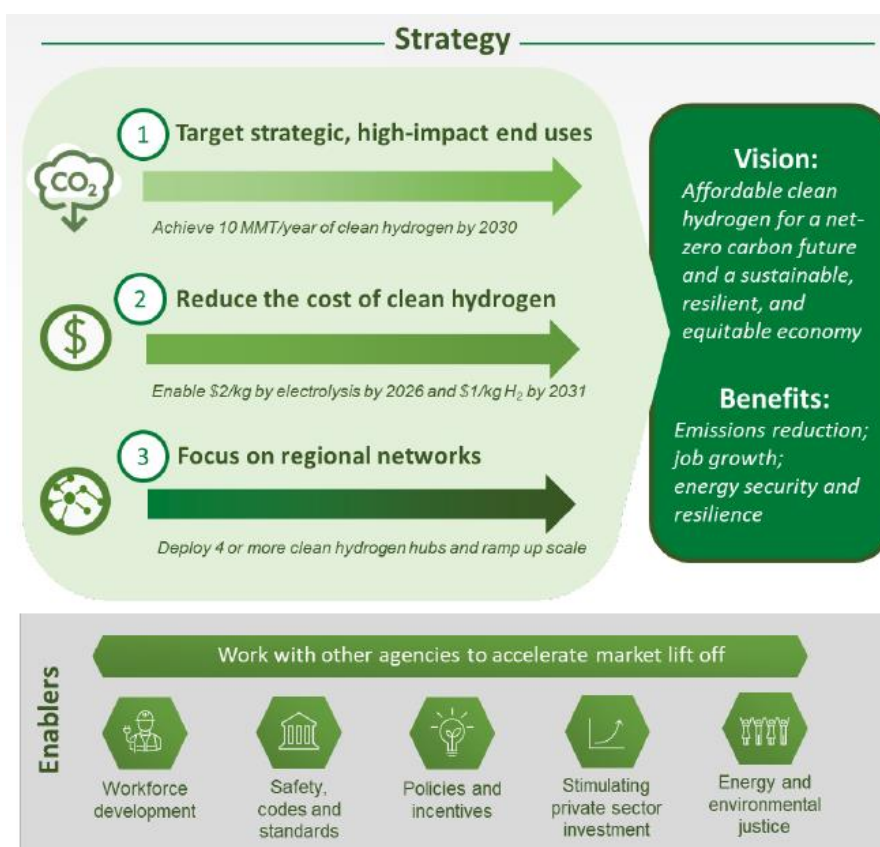 Strategy
1
Target strategic, high-impact end uses
CO₂
Achieve 10 MMT/year of clean hydrogen by 2030
2
Reduce the cost of clean hydrogen
$
Enable $2/kg by electrolysis by 2026 and $1/kg H₂ by 2031
3
Focus on regional networks
Deploy 4 or more clean hydrogen hubs and ramp up scale
Vision:
Affordable clean
hydrogen for a net-
zero carbon future
and a sustainable,
resilient, and
equitable economy
Benefits:
Emissions reduction;
job growth;
energy security and
resilience
Enablers
Work with other agencies to accelerate market lift off
Workforce
development
Safety,
codes and
standards
Policies and
incentives
Stimulating
private sector
investment
Energy and
environmental
justice